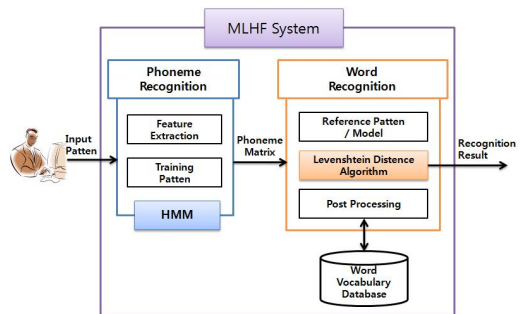 MLHF System
Phoneme
Recognition
Word
Recognition
Input
Patten
Feature
Extraction
Training
Patten
HMM
Phoneme
Matrix
Reference Patten
/ Model
Levenshtein Distence
Algorithm
Post Processing
Word
Vocabulary
Database
Recognition
Result